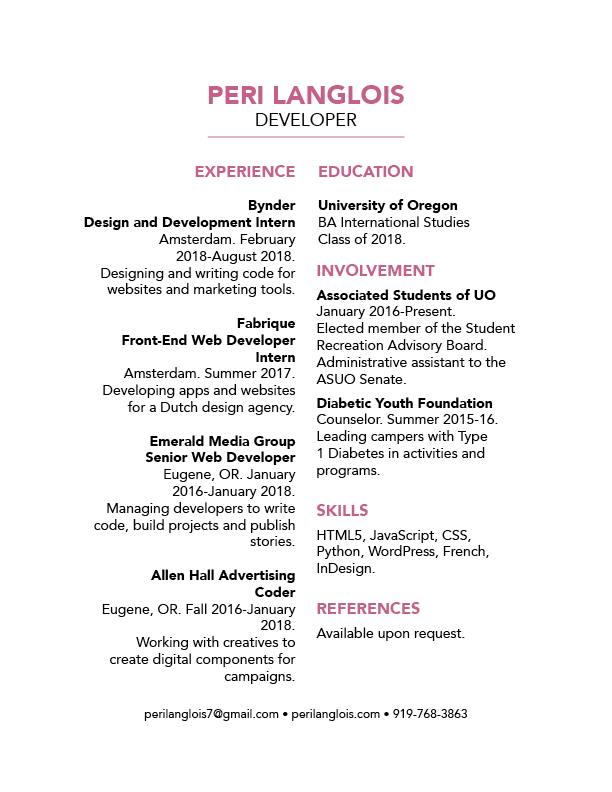 PERI LANGLOIS
DEVELOPER
EXPERIENCE
Bynder
Design and Development Intern
Amsterdam. February
2018-August 2018.
Designing and writing code for
websites and marketing tools.
Fabrique
Front-End Web Developer
Intern
Amsterdam. Summer 2017.
Developing apps and websites
for a Dutch design agency.
Emerald Media Group
Senior Web Developer
Eugene, OR. January
2016-January 2018.
Managing developers to write
code, build projects and publish
stories.
Allen Hall Advertising
Coder
Eugene, OR. Fall 2016-January
2018.
Working with creatives to
create digital components for
campaigns.
EDUCATION
University of Oregon
BA International Studies
Class of 2018.
INVOLVEMENT
Associated Students of UO
January 2016-Present.
Elected member of the Student
Recreation Advisory Board.
Administrative assistant to the
ASUO Senate.
Diabetic Youth Foundation
Counselor. Summer 2015-16.
Leading campers with Type
1 Diabetes in activities and
programs.
SKILLS
HTML5, JavaScript, CSS,
Python, WordPress, French,
InDesign.
REFERENCES
Available upon request.
perilanglois7@gmail.com • perilanglois.com • 919-768-3863